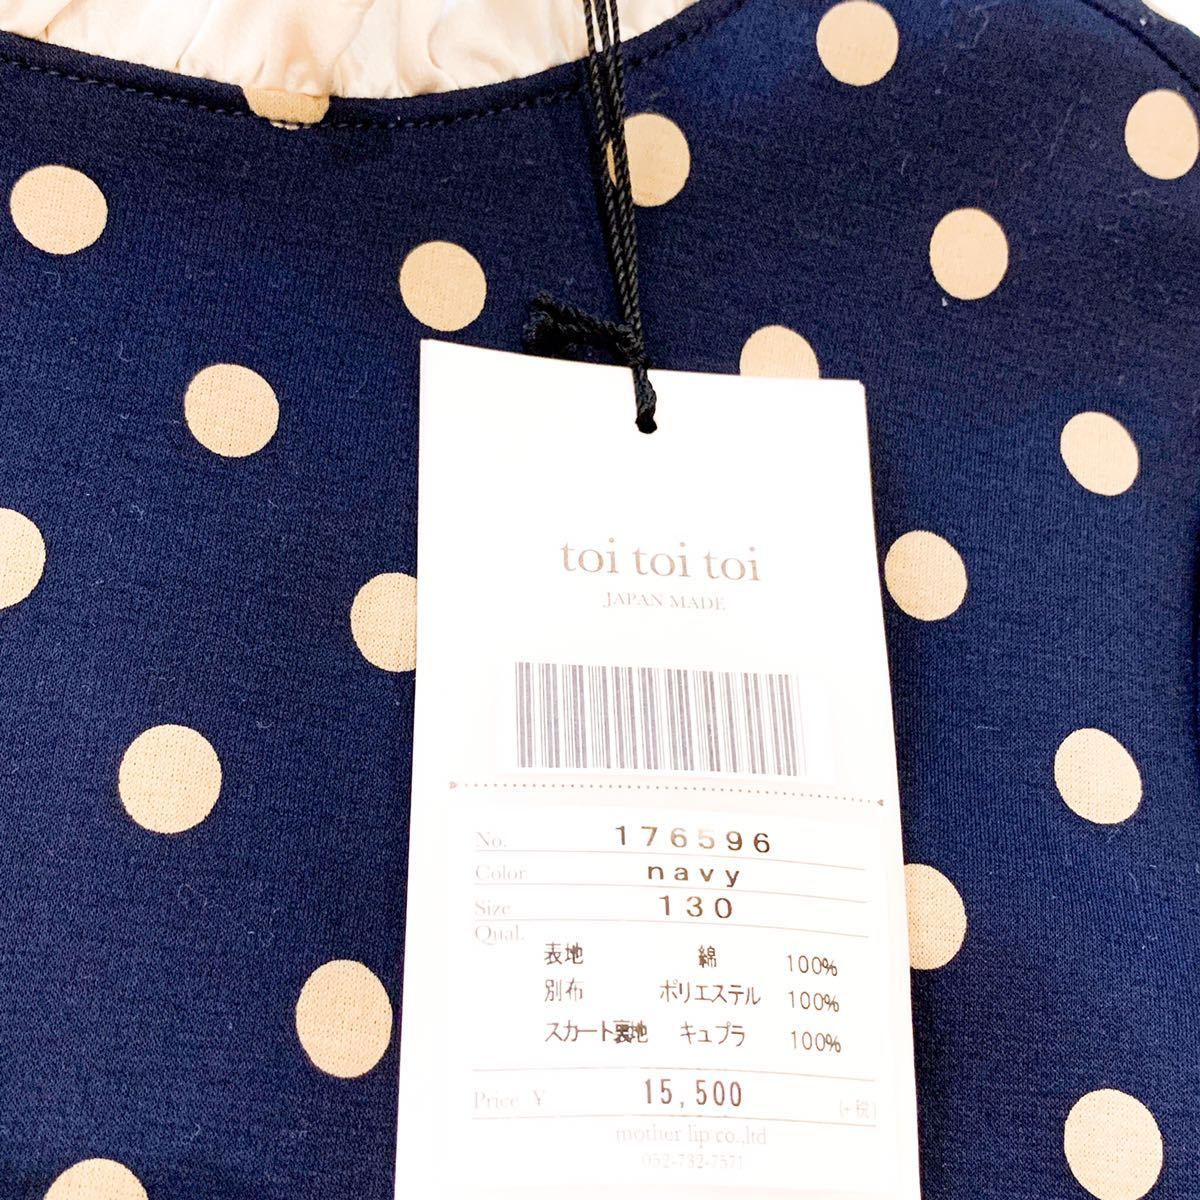 toi toi toi
JAPAN MADE
No. 176596
Color navy
Size 130
Qual.
表地 綿 100%
別布 ポリエステル 100%
スカート裏地 キュプラ 100%
Price ¥ 15,500 (+税)
mother lip co.,ltd
052-732-7571